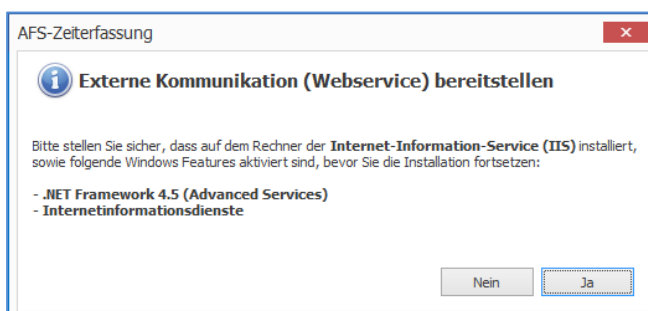 AFS-Zeiterfassung
Externe Kommunikation (Webservice) bereitstellen
Bitte stellen Sie sicher, dass auf dem Rechner der Internet-Information-Service (IIS) installiert,
sowie folgende Windows Features aktiviert sind, bevor Sie die Installation fortsetzen:
- .NET Framework 4.5 (Advanced Services)
- Internetinformationsdienste
Nein Ja